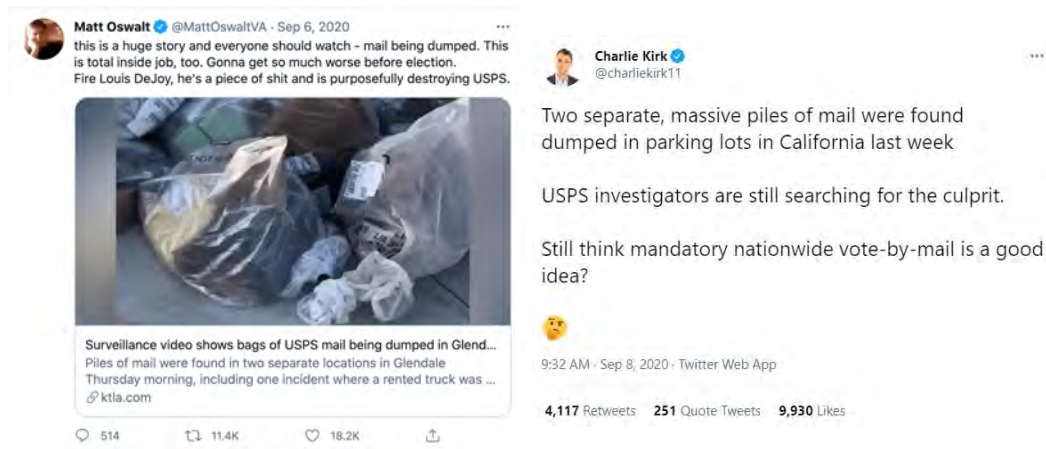 Matt Oswalt @MattOswaltVA · Sep 6, 2020
this is a huge story and everyone should watch - mail being dumped. This
is total inside job, too. Gonna get so much worse before election.
Fire Louis DeJoy, he's a piece of shit and is purposefully destroying USPS.
Surveillance video shows bags of USPS mail being dumped in Glend...
Piles of mail were found in two separate locations in Glendale
Thursday morning, including one incident where a rented truck was ...
ktla.com
514 11.4K 18.2K
Charlie Kirk
@charliekirk11
Two separate, massive piles of mail were found
dumped in parking lots in California last week
USPS investigators are still searching for the culprit.
Still think mandatory nationwide vote-by-mail is a good
idea?
9:32 AM · Sep 8, 2020 · Twitter Web App
4,117 Retweets 251 Quote Tweets 9,930 Likes